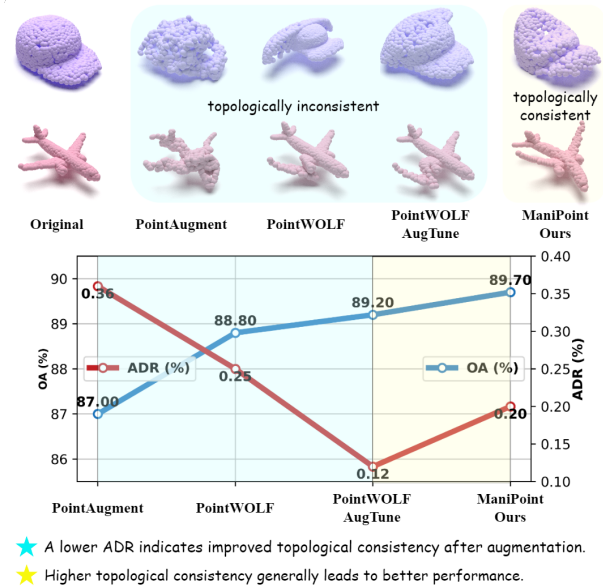 topologically inconsistent
topologically
consistent
Original
PointAugment
PointWOLF
PointWOLF
AugTune
ManiPoint
Ours
90
89
88
87
86
OA (%)
0.36
87.00
88.80
0.25
89.20
0.12
89.70
0.20
ADR (%)
OA (%)
0.40
0.35
0.30
0.25
0.20
0.15
0.10
ADR (%)
PointAugment
PointWOLF
PointWOLF
AugTune
ManiPoint
Ours
A lower ADR indicates improved topological consistency after augmentation.
Higher topological consistency generally leads to better performance.